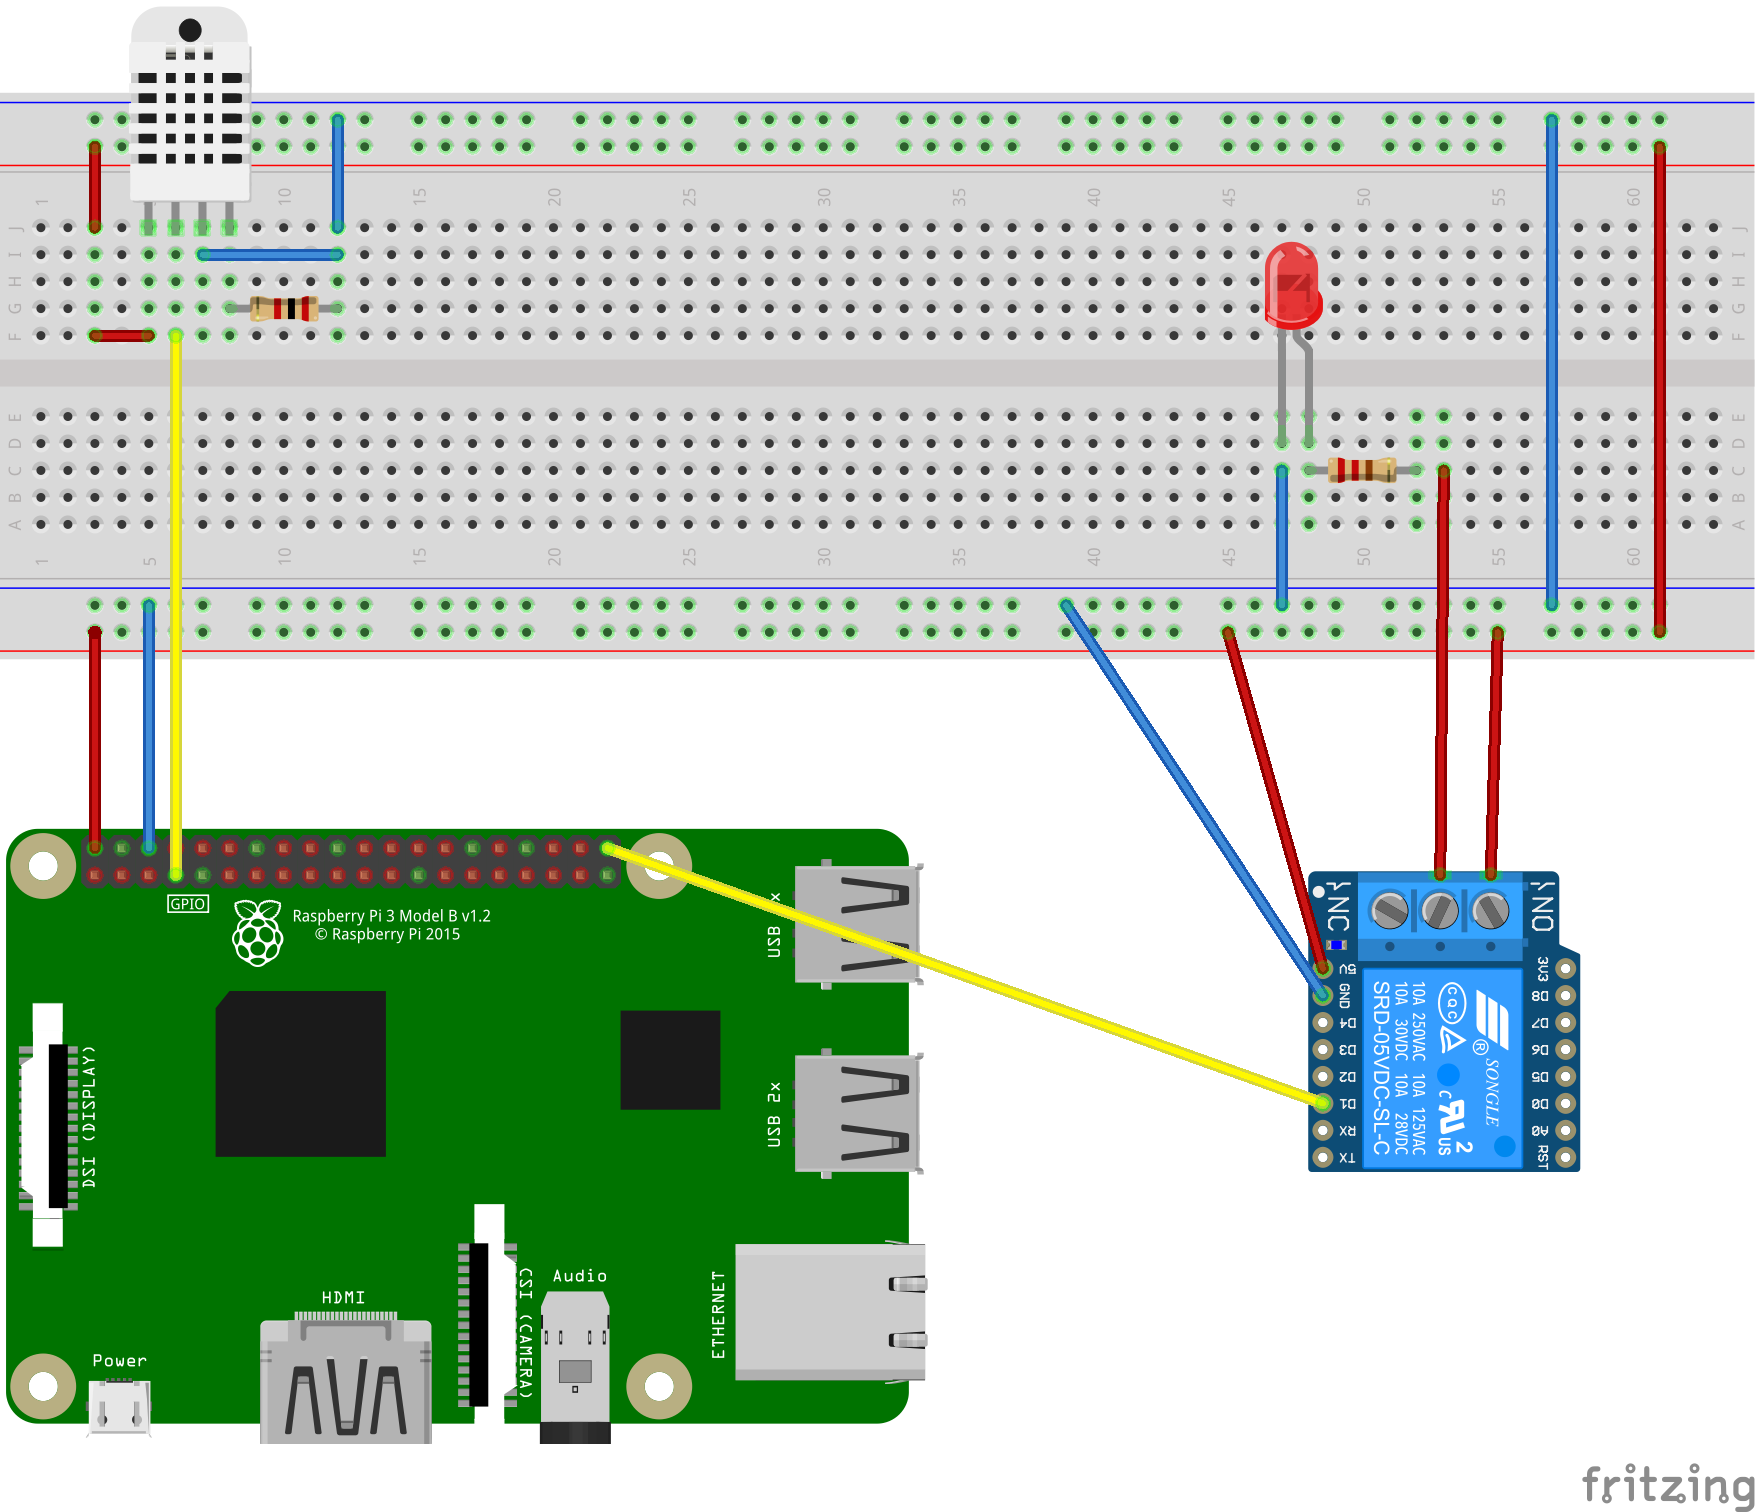 1 10 15 20 25 30 35 40 45 50 55 60
J J
I I
H H
G G
F F
E E
D D
C C
B B
A A
1 5 10 15 20 25 30 35 40 45 50 55 60
GPIO
Raspberry Pi 3 Model B v1.2
© Raspberry Pi 2015
USB x
USB 2x
DSI (DISPLAY)
CSI (CAMERA)
ETHERNET
Audio
HDMI
Power
NC
NO
5V
GND
D4
D3
D2
D1
RX
TX
3V3
D8
D7
D6
D5
D0
A0
RST
SONGLE
®
CQC
c RU US
2
10A 250VAC 10A 125VAC
10A 30VDC 10A 28VDC
SRD-05VDC-SL-C
fritzing